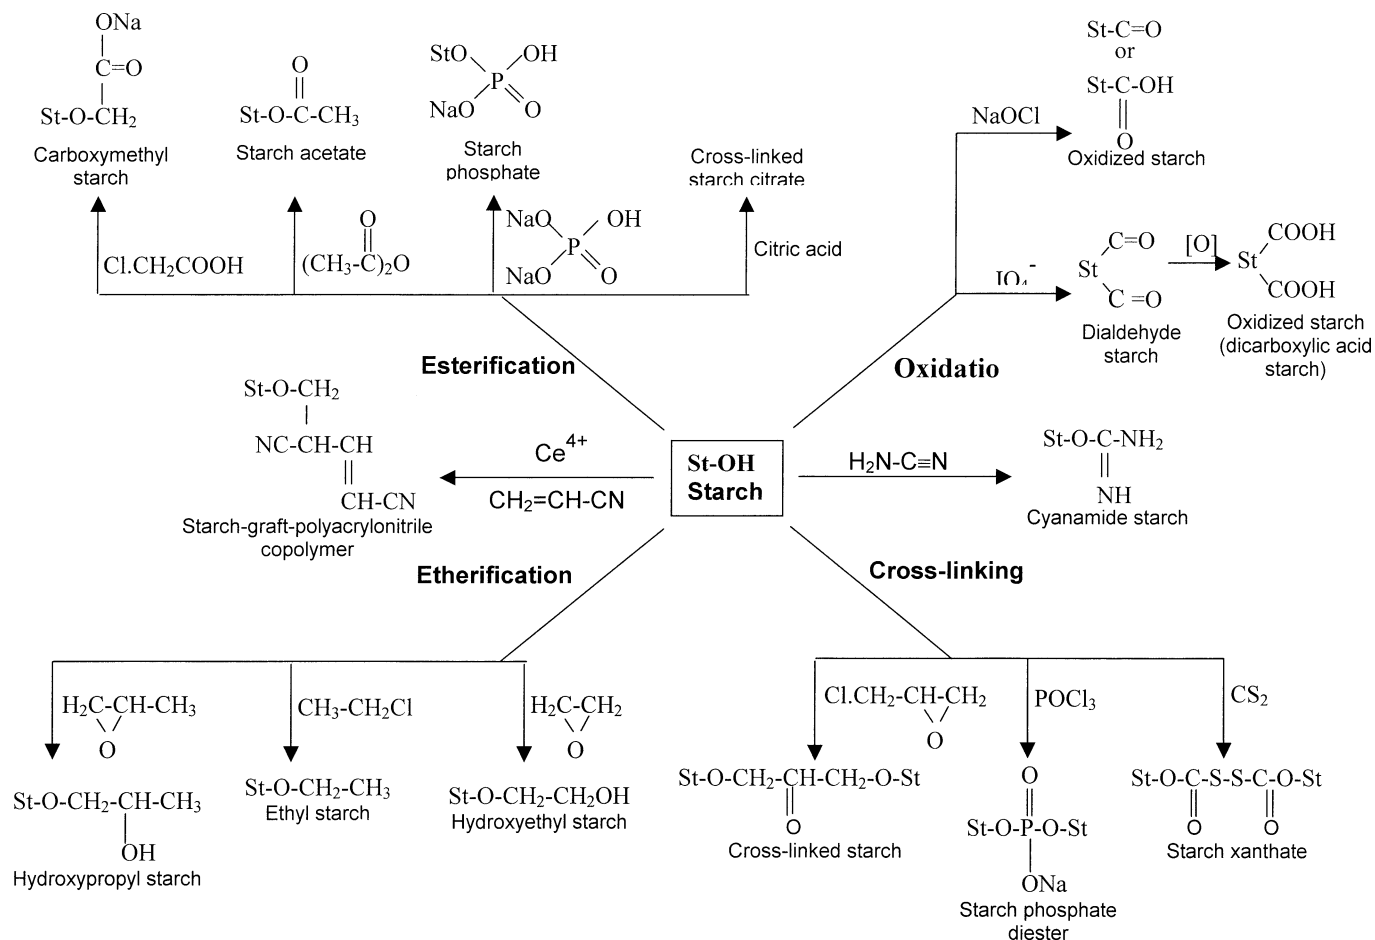 ONa
C=O
St-O-CH2
Carboxymethyl
starch
O
St-O-C-CH3
Starch acetate
StO
OH
P
NaO
O
Starch
phosphate
Cross-linked
starch citrate
St-C=O
or
St-C-OH
O
Oxidized starch
NaOCl
Cl.CH2COOH
O
(CH3-C)2O
NaO
OH
P
NaO
O
Citric acid
IO4-
C=O
St
C=O
Dialdehyde
starch
[O]
COOH
St
COOH
Oxidized starch
(dicarboxylic acid
starch)
Esterification
Oxidatio
St-O-CH2
NC-CH-CH
CH-CN
Starch-graft-polyacrylonitrile
copolymer
Ce4+
CH2=CH-CN
St-OH
Starch
H2N-C≡N
St-O-C-NH2
NH
Cyanamide starch
Etherification
Cross-linking
H2C-CH-CH3
O
CH3-CH2Cl
H2C-CH2
O
St-O-CH2-CH-CH3
OH
Hydroxypropyl starch
St-O-CH2-CH3
Ethyl starch
St-O-CH2-CH2OH
Hydroxyethyl starch
Cl.CH2-CH-CH2
O
POCl3
CS2
St-O-CH2-CH-CH2-O-St
O
Cross-linked starch
O
St-O-P-O-St
ONa
Starch phosphate
diester
St-O-C-S-S-C-O-St
O
O
Starch xanthate